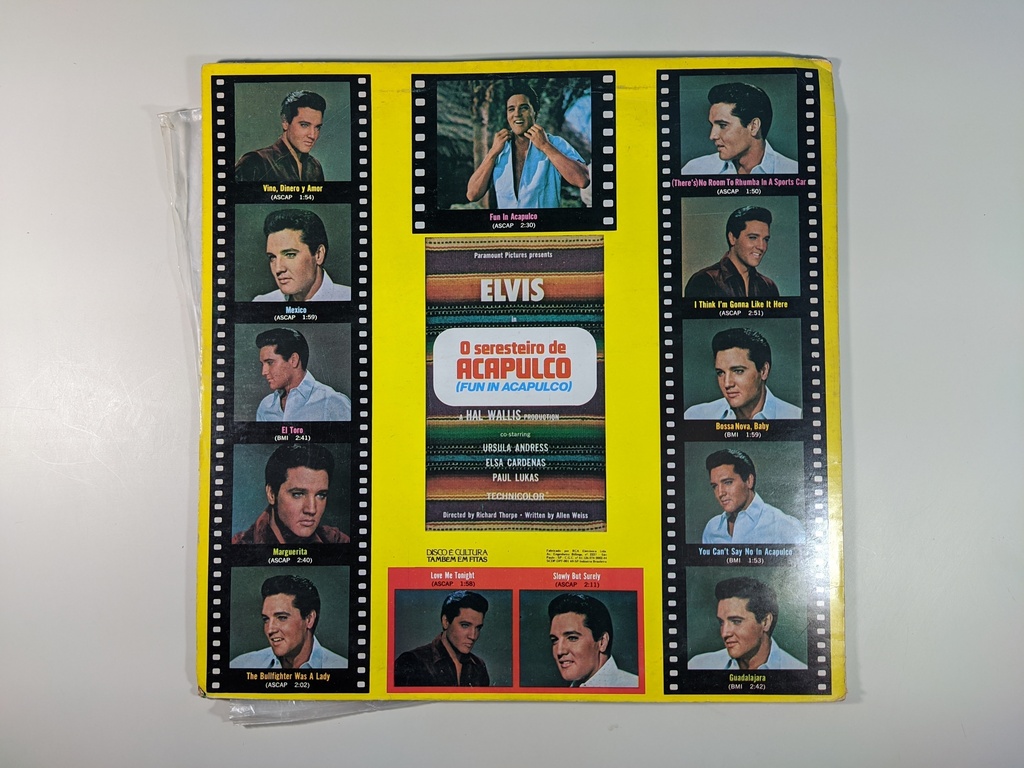 Vino, Dinero y Amor
(ASCAP 1:54)
Mexico
(ASCAP 1:59)
El Toro
(BMI 2:41)
Marguerita
(ASCAP 2:40)
The Bullfighter Was A Lady
(ASCAP 2:02)
Fun In Acapulco
(ASCAP 2:30)
Paramount Pictures presents
ELVIS
in
O seresteiro de
ACAPULCO
(FUN IN ACAPULCO)
A HAL WALLIS PRODUCTION
co-starring
URSULA ANDRESS
ELSA CARDENAS
PAUL LUKAS
TECHNICOLOR
Directed by Richard Thorpe • Written by Allen Weiss
DISCO É CULTURA
TAMBÉM EM FITAS
Love Me Tonight
(ASCAP 1:58)
Slowly But Surely
(ASCAP 2:11)
(There's) No Room To Rhumba In A Sports Car
(ASCAP 1:50)
I Think I'm Gonna Like It Here
(ASCAP 2:51)
Bossa Nova, Baby
(BMI 1:59)
You Can't Say No In Acapulco
(BMI 1:53)
Guadalajara
(BMI 2:42)